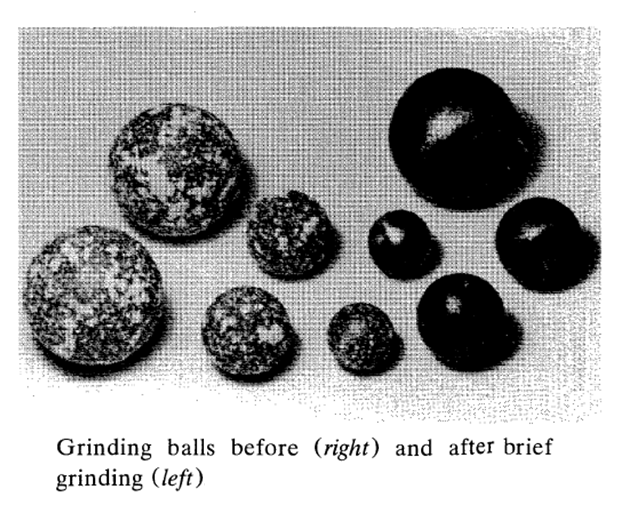 Grinding balls before (right) and after brief
grinding (left)